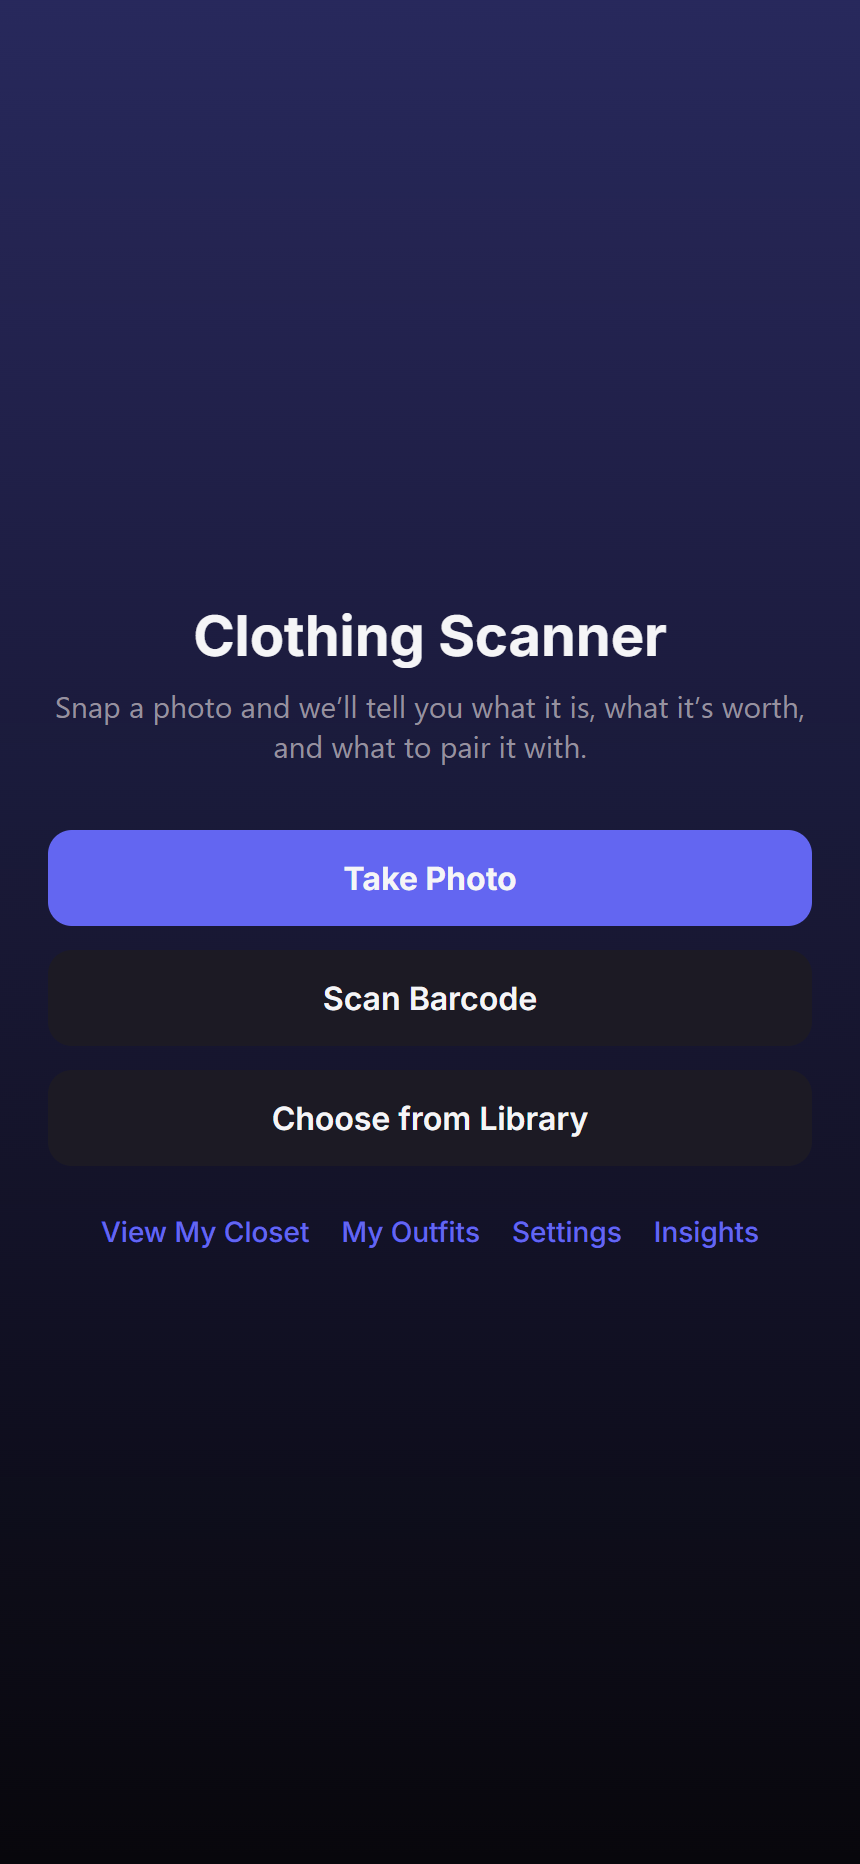 Clothing Scanner
Snap a photo and we’ll tell you what it is, what it’s worth,
and what to pair it with.
Take Photo
Scan Barcode
Choose from Library
View My Closet My Outfits Settings Insights